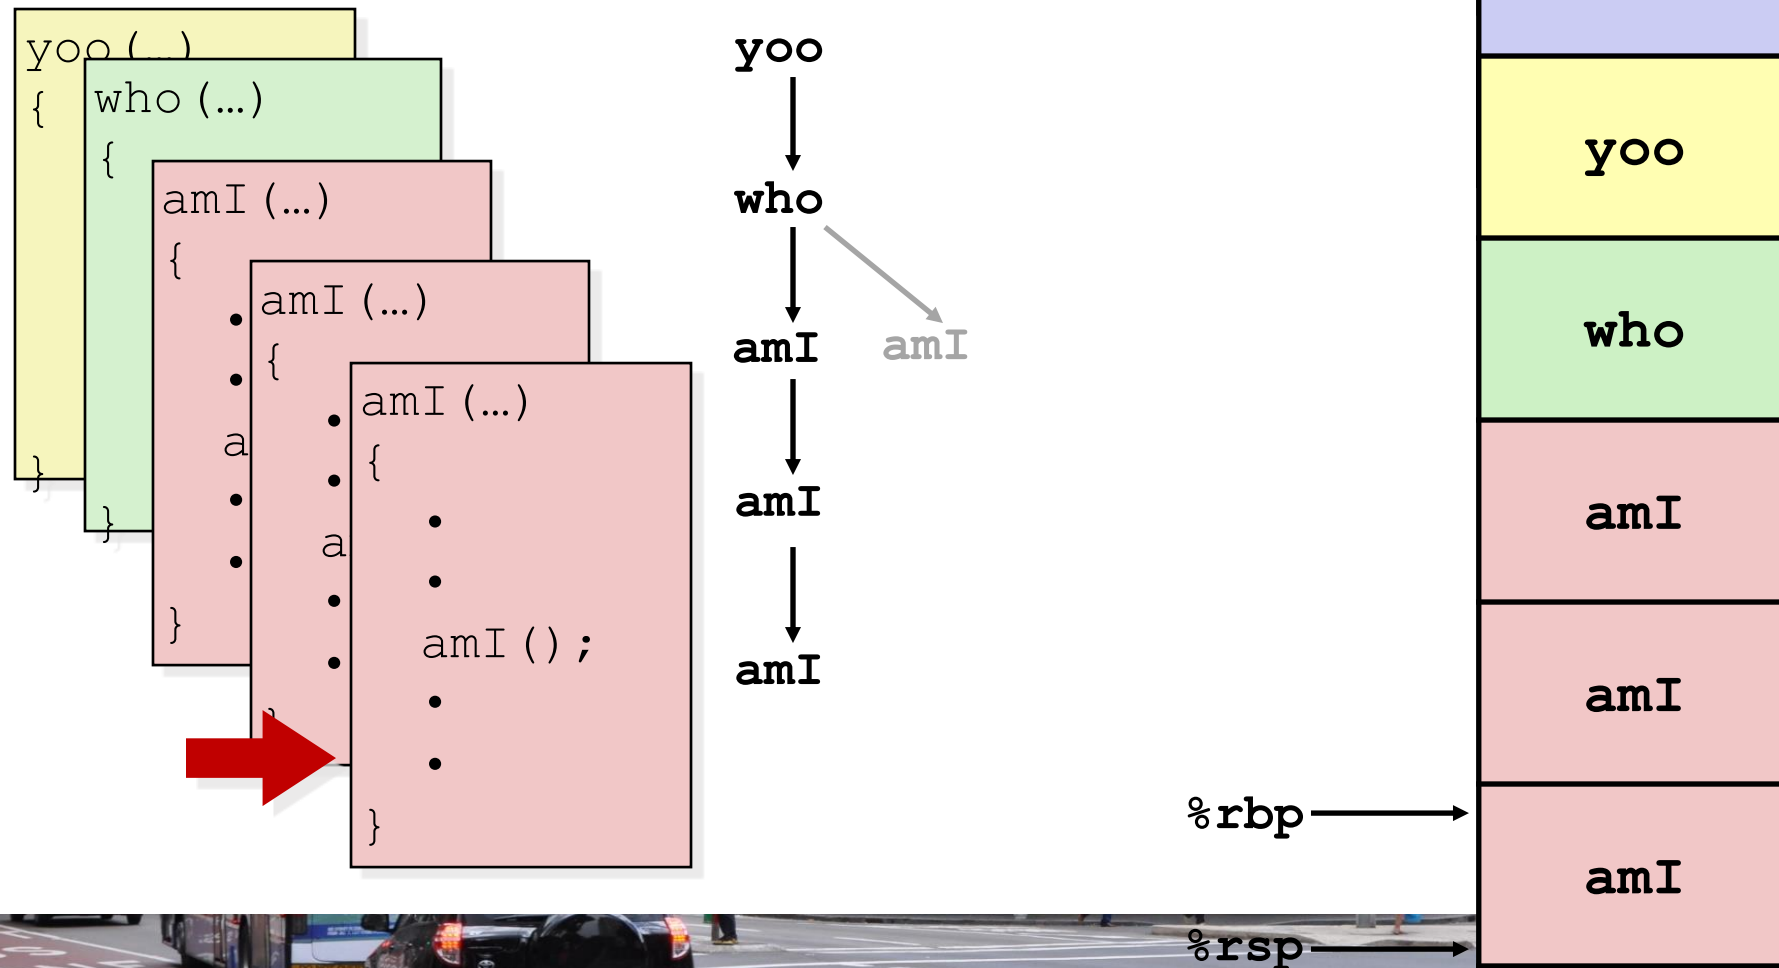 yoo(…)
{
}
who(…)
{
}
amI(…)
{
•
•
a
•
•
}
amI(…)
{
•
•
a
•
•
}
amI(…)
{
•
•
amI();
•
•
}
yoo
who
amI amI
amI
amI
%rbp
%rsp
yoo
who
amI
amI
amI